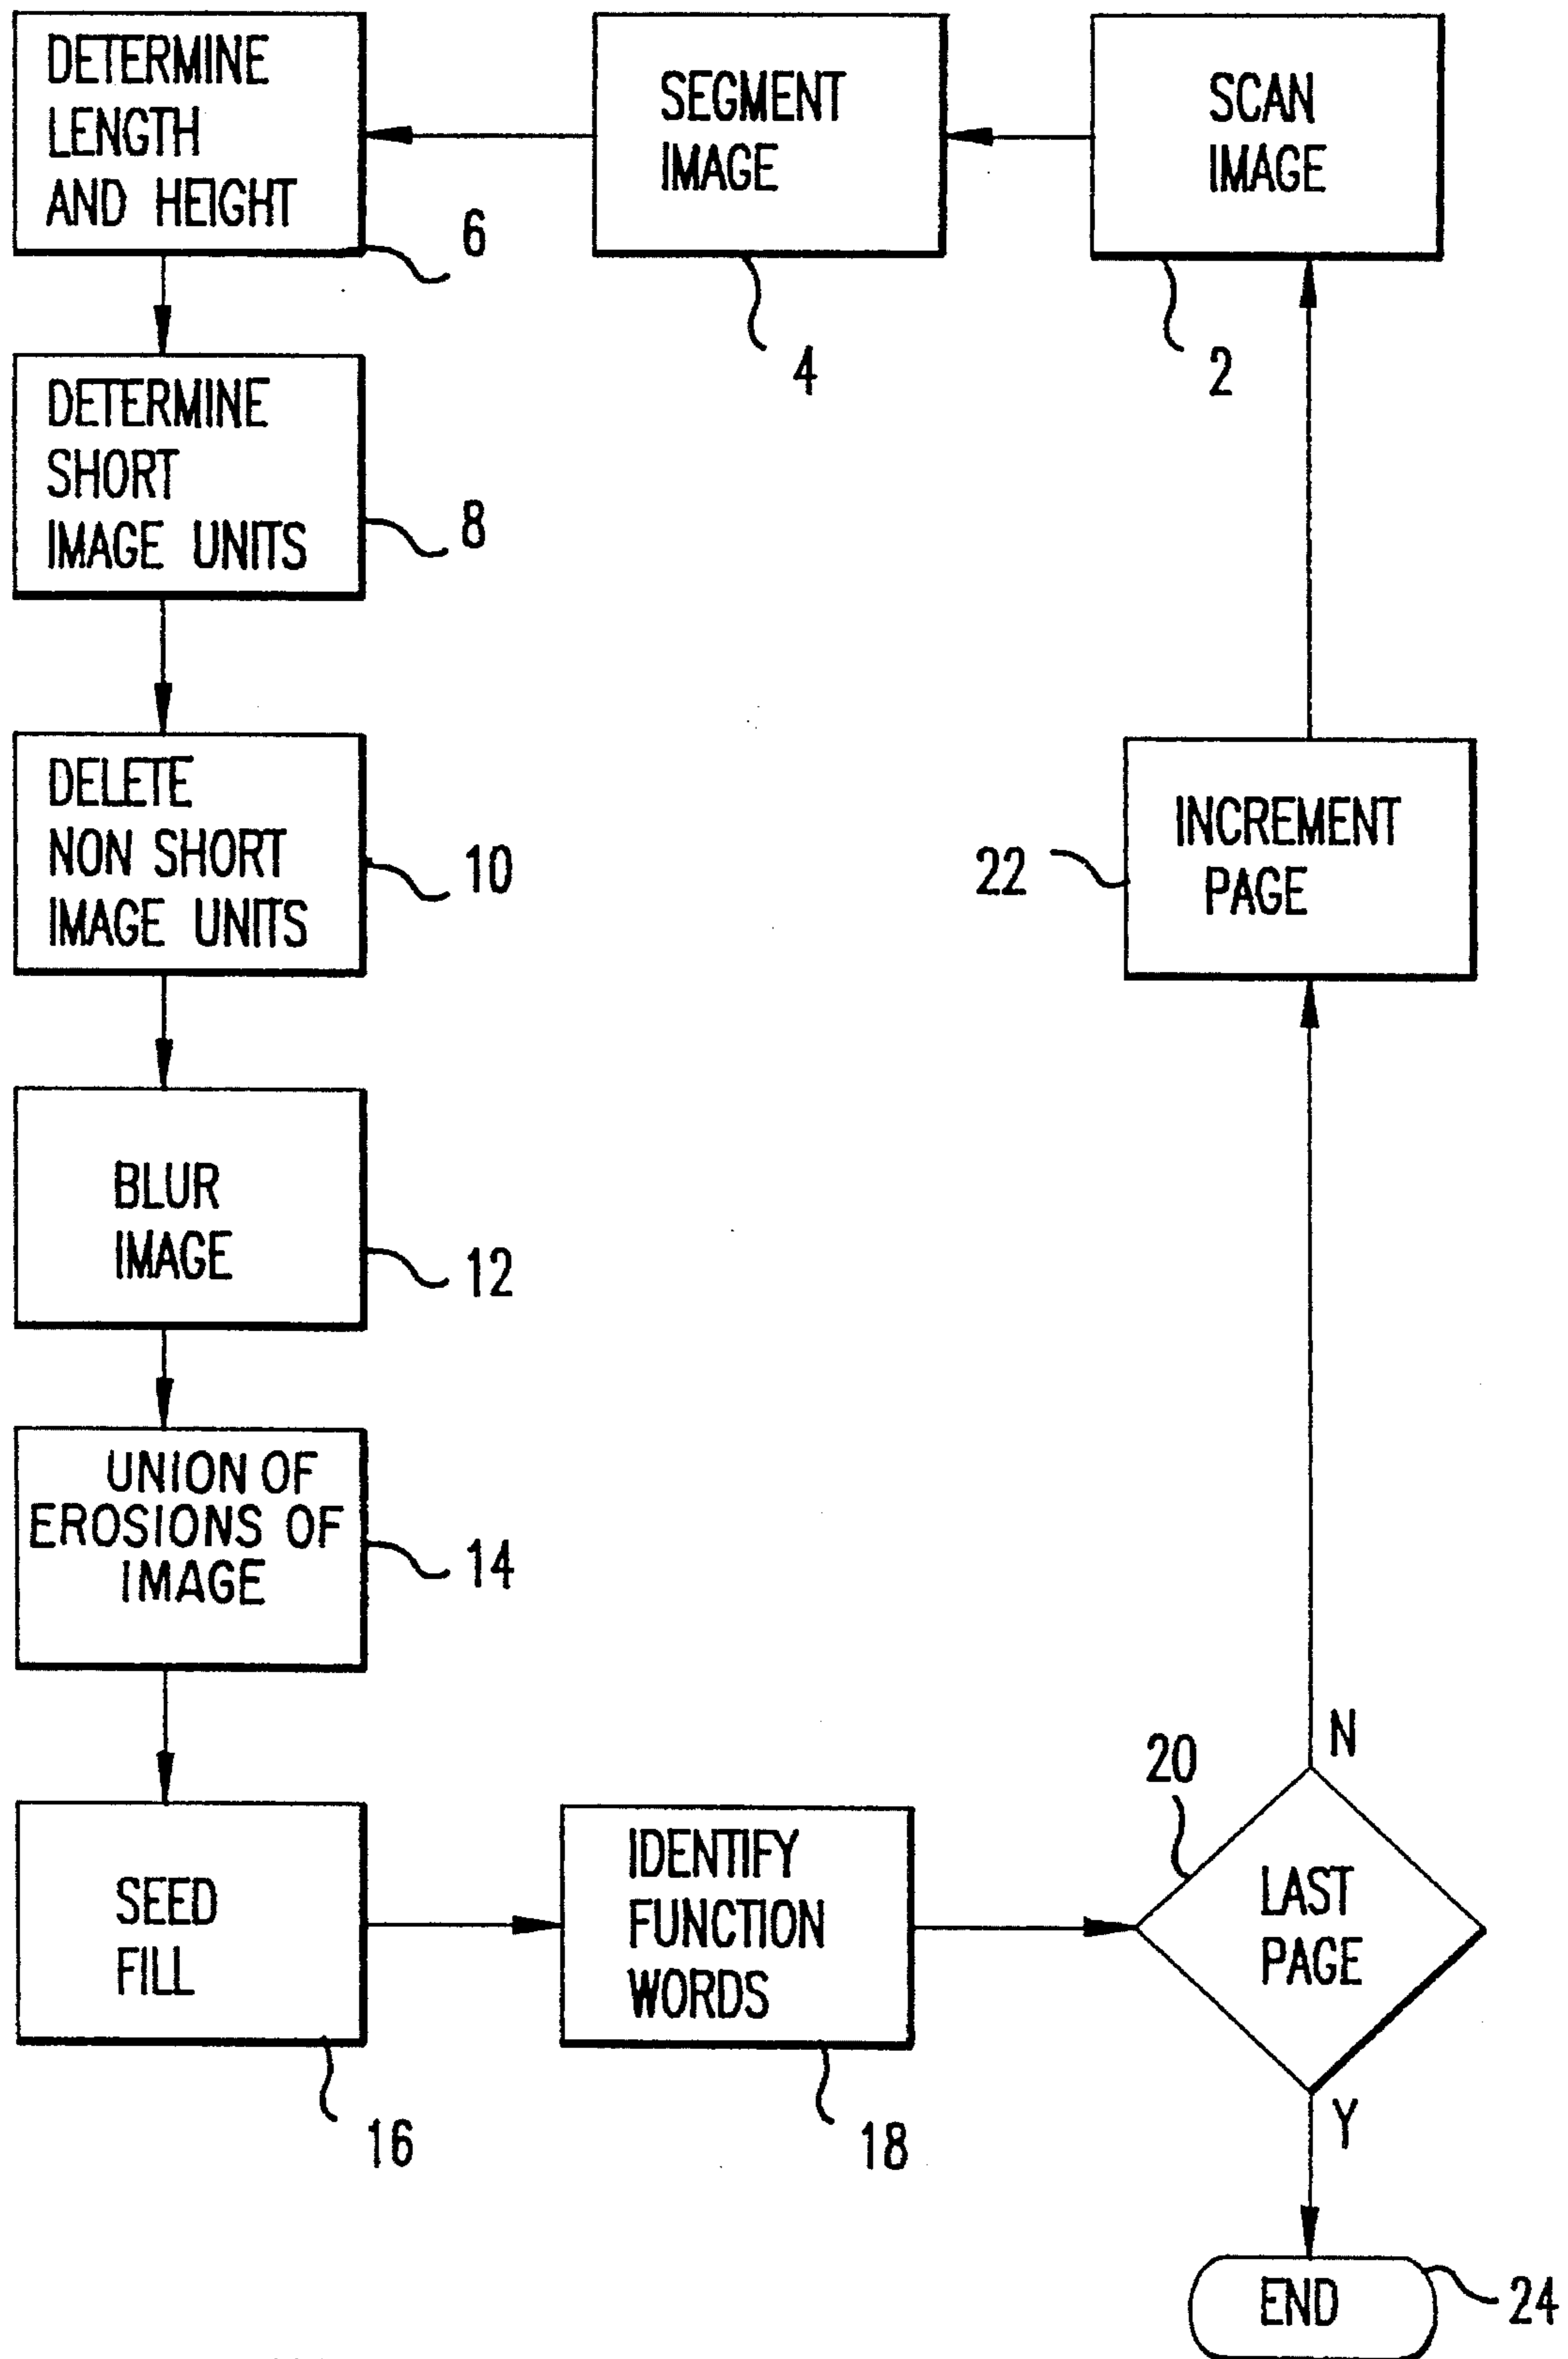 DETERMINE
LENGTH
AND HEIGHT
6
SEGMENT
IMAGE
4
SCAN
IMAGE
2
DETERMINE
SHORT
IMAGE UNITS
8
DELETE
NON SHORT
IMAGE UNITS
10
INCREMENT
PAGE
22
BLUR
IMAGE
12
UNION OF
EROSIONS OF
IMAGE
14
SEED
FILL
16
IDENTIFY
FUNCTION
WORDS
18
20
N
LAST
PAGE
Y
END
24